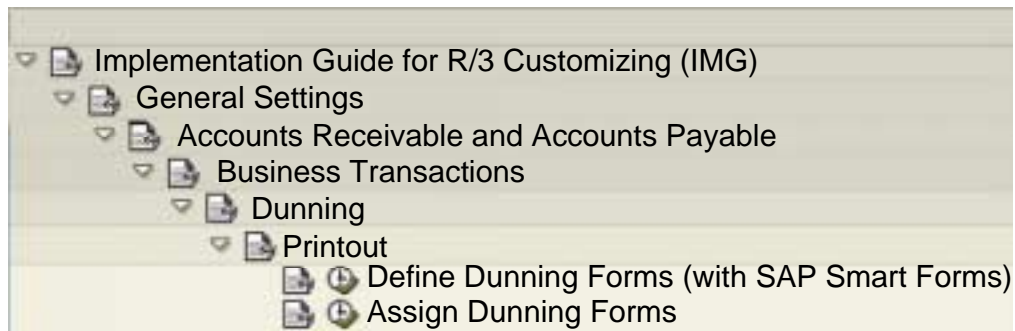 Implementation Guide for R/3 Customizing (IMG)
General Settings
Accounts Receivable and Accounts Payable
Business Transactions
Dunning
Printout
Define Dunning Forms (with SAP Smart Forms)
Assign Dunning Forms